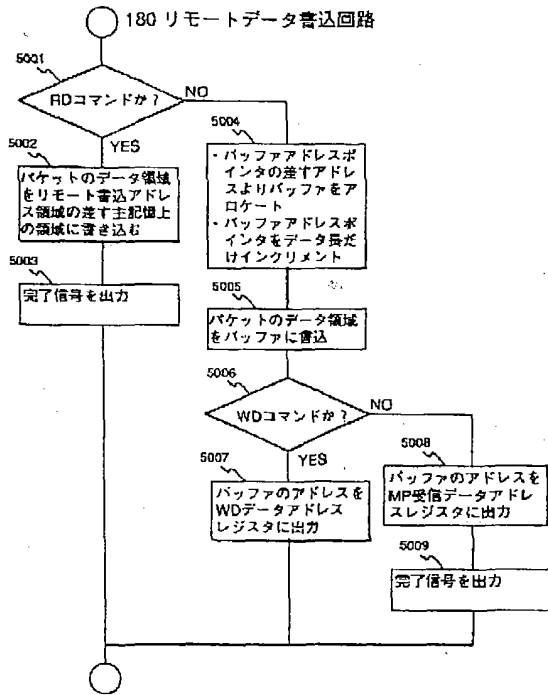 180 リモートデータ書込回路
5001
RDコマンドか?
NO
YES
5002
パケットのデータ領域
をリモート書込アドレ
ス領域の差す主記憶上
の領域に書き込む
5003
完了信号を出力
5004
・バッファアドレスポ
インタの差すアド
レスよりバッファをア
ロケート
・バッファアドレスポ
インタをデータ長だ
けインクリメント
5005
パケットのデータ領域
をバッファに書込
5006
WDコマンドか?
NO
YES
5007
バッファのアドレスを
WDデータアドレス
レジスタに出力
5008
バッファのアドレスを
MP受信データアドレ
スレジスタに出力
5009
完了信号を出力